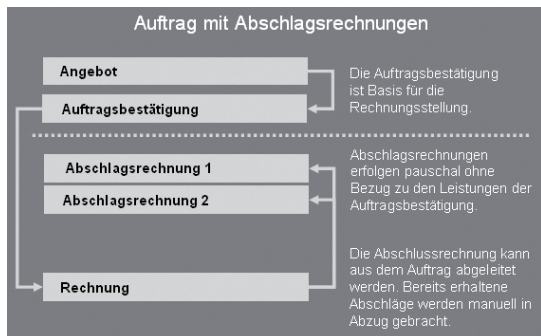 Auftrag mit Abschlagsrechnungen
Angebot
Auftragsbestätigung
Die Auftragsbestätigung
ist Basis für die
Rechnungsstellung.
Abschlagsrechnung 1
Abschlagsrechnung 2
Abschlagsrechnungen
erfolgen pauschal ohne
Bezug zu den Leistungen der
Auftragsbestätigung.
Rechnung
Die Abschlussrechnung kann
aus dem Auftrag abgeleitet
werden. Bereits erhaltene
Abschläge werden manuell in
Abzug gebracht.